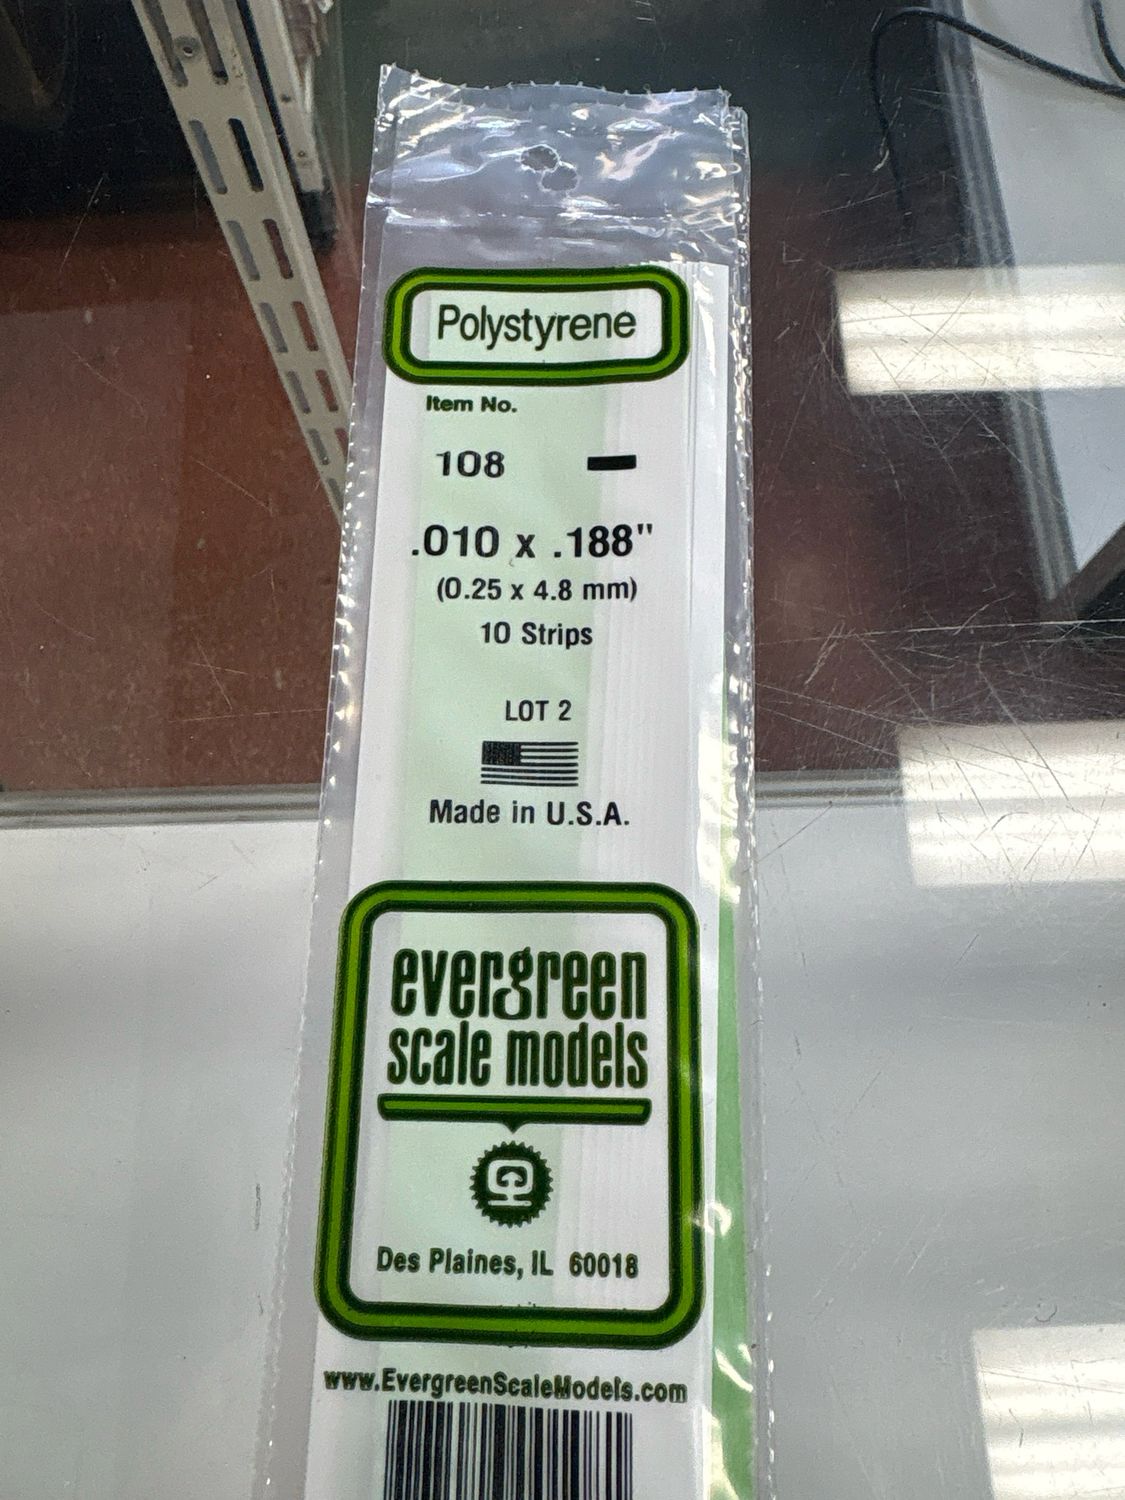 Polystyrene
Item No.
108
.010 x .188"
(0.25 x 4.8 mm)
10 Strips
LOT 2
Made in U.S.A.
evergreen
scale models
Des Plaines, IL 60018
www.EvergreenScaleModels.com